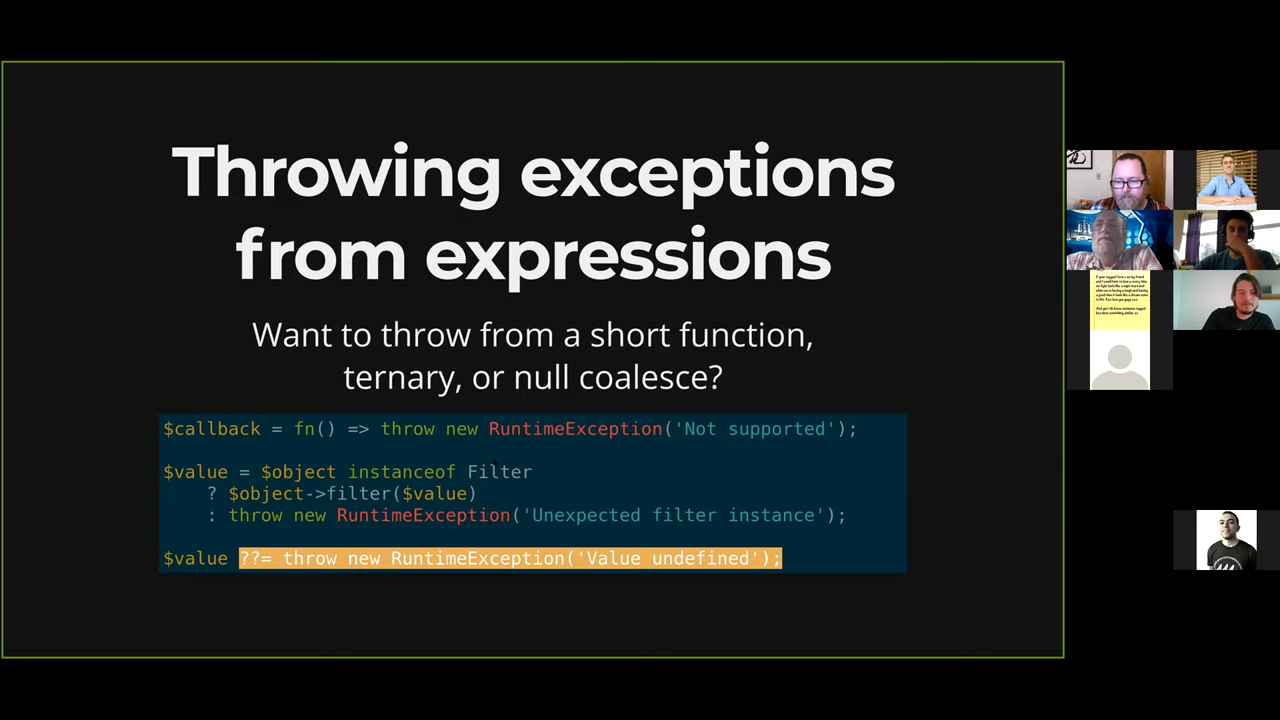 Throwing exceptions
from expressions
Want to throw from a short function,
ternary, or null coalesce?
$callback = fn() => throw new RuntimeException('Not supported');
$value = $object instanceof Filter
? $object->filter($value)
: throw new RuntimeException('Unexpected filter instance');
$value ??= throw new RuntimeException('Value undefined');